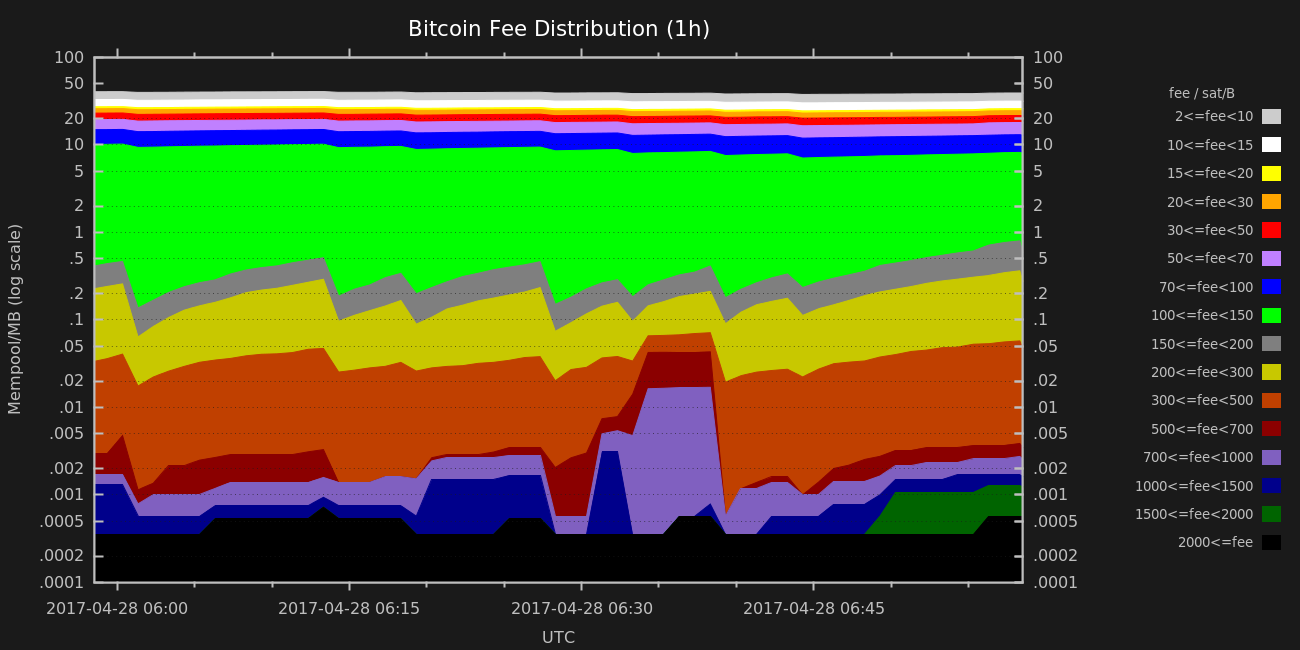 Bitcoin Fee Distribution (1h)
100 100
50 50
20 20
10 10
5 5
2 2
1 1
.5 .5
.2 .2
.1 .1
.05 .05
.02 .02
.01 .01
.005 .005
.002 .002
.001 .001
.0005 .0005
.0002 .0002
.0001 .0001
Mempool/MB (log scale)
2017-04-28 06:00 2017-04-28 06:15 2017-04-28 06:30 2017-04-28 06:45
UTC
fee / sat/B
2<=fee<10
10<=fee<15
15<=fee<20
20<=fee<30
30<=fee<50
50<=fee<70
70<=fee<100
100<=fee<150
150<=fee<200
200<=fee<300
300<=fee<500
500<=fee<700
700<=fee<1000
1000<=fee<1500
1500<=fee<2000
2000<=fee